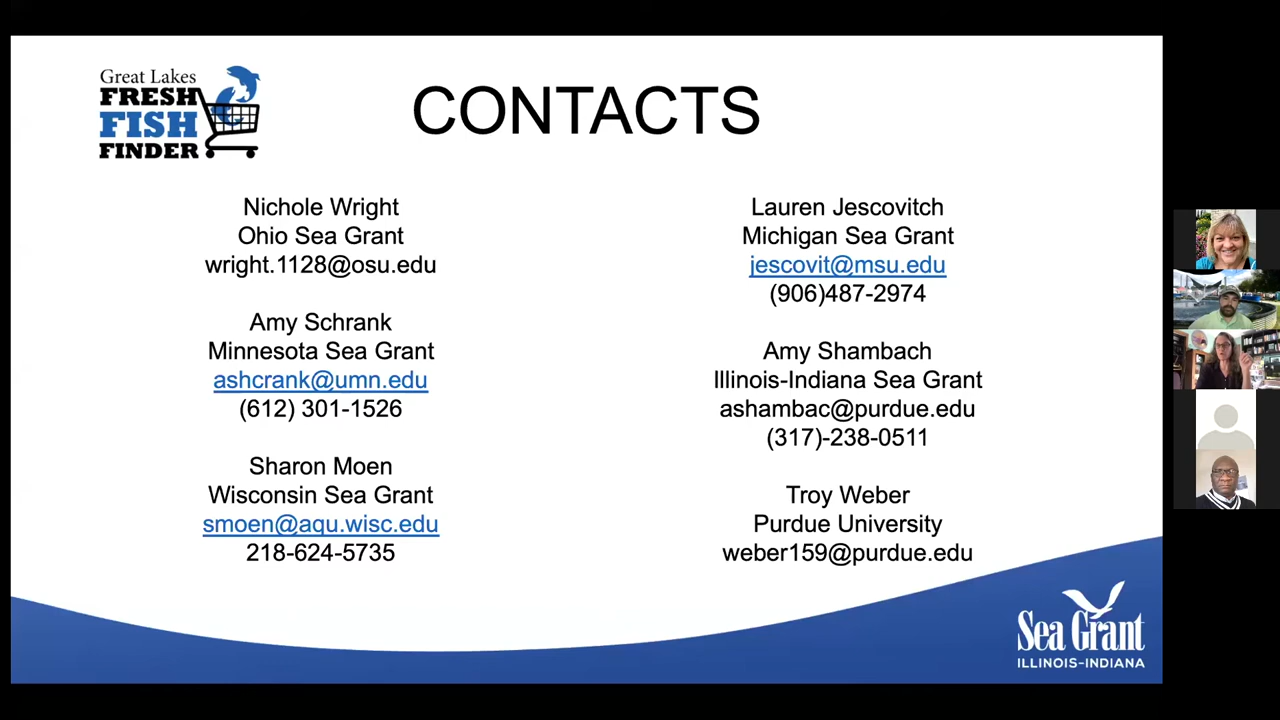 Great Lakes
FRESH
FISH
FINDER
CONTACTS
Nichole Wright
Ohio Sea Grant
wright.1128@osu.edu
Amy Schrank
Minnesota Sea Grant
ashcrank@umn.edu
(612) 301-1526
Sharon Moen
Wisconsin Sea Grant
smoen@aqu.wisc.edu
218-624-5735
Lauren Jescovitch
Michigan Sea Grant
jescovit@msu.edu
(906)487-2974
Amy Shambach
Illinois-Indiana Sea Grant
ashambac@purdue.edu
(317)-238-0511
Troy Weber
Purdue University
weber159@purdue.edu
Sea Grant
ILLINOIS-INDIANA